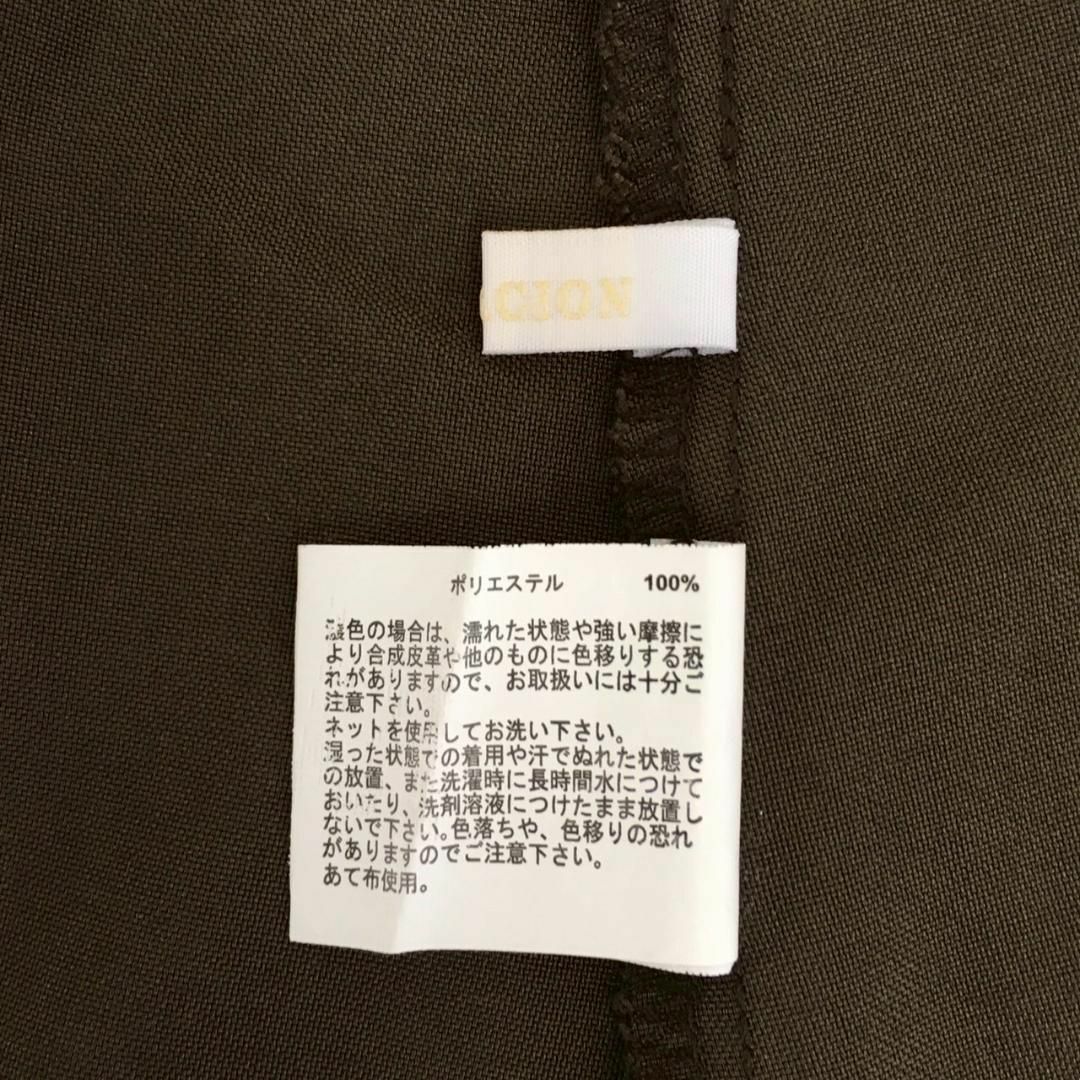 CION
ポリエステル 100%
濃色の場合は、濡れた状態や強い摩擦に
より合成皮革や他のものに色移りする恐
れがありますので、お取扱いには十分ご
注意下さい。
ネットを使用してお洗い下さい。
湿った状態での着用や汗でぬれた状態で
の放置、また洗濯時に長時間水につけて
おいたり、洗剤溶液につけたまま放置し
ないで下さい。色落ちや、色移りの恐れ
がありますのでご注意下さい。
あて布使用。